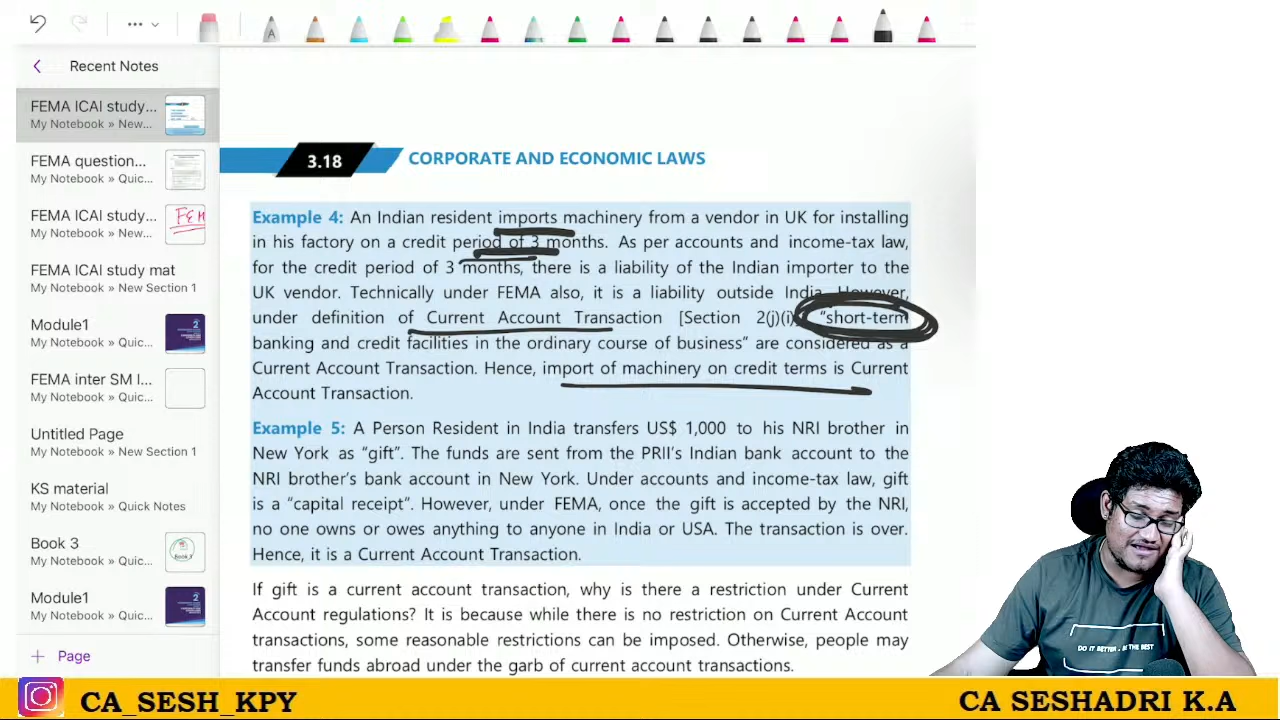 Recent Notes
FEMA ICAI study...
My Notebook » New...
FEMA question...
My Notebook » Quic...
FEMA ICAI study...
My Notebook » New...
FEM
FEMA ICAI study mat
My Notebook » New Section 1
Module1
My Notebook » Quic...
2
FEMA inter SM I...
My Notebook » Quic...
Untitled Page
My Notebook » New Section 1
KS material
My Notebook » Quick Notes
Book 3
My Notebook » Quic...
Book 3
Module1
My Notebook » Quic...
2
+ Page
A
3.18 CORPORATE AND ECONOMIC LAWS
Example 4: An Indian resident imports machinery from a vendor in UK for installing
in his factory on a credit period of 3 months. As per accounts and income-tax law,
for the credit period of 3 months, there is a liability of the Indian importer to the
UK vendor. Technically under FEMA also, it is a liability outside India. However,
under definition of Current Account Transaction [Section 2(j)(i) "short-term
banking and credit facilities in the ordinary course of business" are considered as a
Current Account Transaction. Hence, import of machinery on credit terms is Current
Account Transaction.
Example 5: A Person Resident in India transfers US$ 1,000 to his NRI brother in
New York as "gift". The funds are sent from the PRII's Indian bank account to the
NRI brother's bank account in New York. Under accounts and income-tax law, gift
is a "capital receipt". However, under FEMA, once the gift is accepted by the NRI,
no one owns or owes anything to anyone in India or USA. The transaction is over.
Hence, it is a Current Account Transaction.
If gift is a current account transaction, why is there a restriction under Current
Account regulations? It is because while there is no restriction on Current Account
transactions, some reasonable restrictions can be imposed. Otherwise, people may
transfer funds abroad under the garb of current account transactions.
CA_SESH_KPY
CA SESHADRI K.A